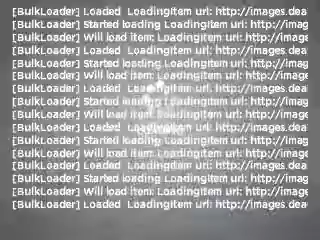 [BulkLoader] Loaded LoadingItem url: http://images.dea
[BulkLoader] Started loading LoadingItem url: http://imag
[BulkLoader] Will load item: LoadingItem url: http://image
[BulkLoader] Loaded LoadingItem url: http://images.dea
[BulkLoader] Started loading LoadingItem url: http://imag
[BulkLoader] Will load item: LoadingItem url: http://image
[BulkLoader] Loaded LoadingItem url: http://images.dea
[BulkLoader] Started loading LoadingItem url: http://imag
[BulkLoader] Will load item: LoadingItem url: http://image
[BulkLoader] Loaded LoadingItem url: http://images.dea
[BulkLoader] Started loading LoadingItem url: http://imag
[BulkLoader] Will load item: LoadingItem url: http://image
[BulkLoader] Loaded LoadingItem url: http://images.dea
[BulkLoader] Started loading LoadingItem url: http://imag
[BulkLoader] Will load item: LoadingItem url: http://image
[BulkLoader] Loaded LoadingItem url: http://images.dea